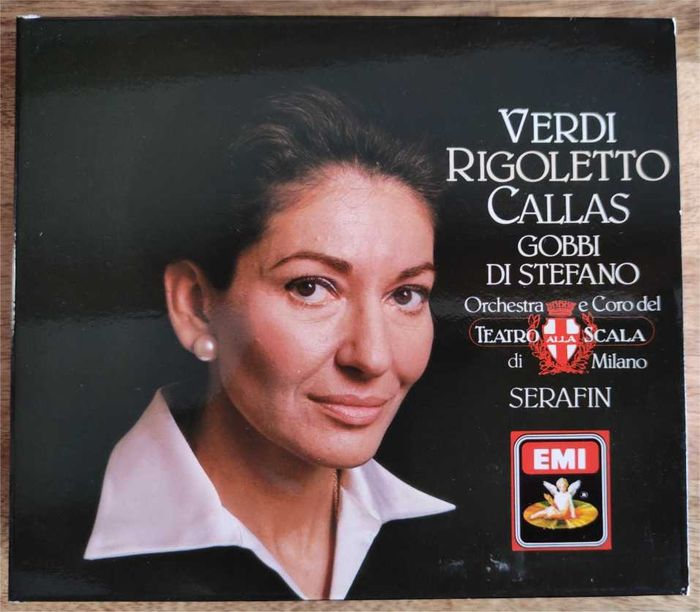 VERDI
RIGOLETTO
CALLAS
GOBBI
DI STEFANO
Orchestra e Coro del
TEATRO ALLA SCALA
di Milano
SERAFIN
EMI